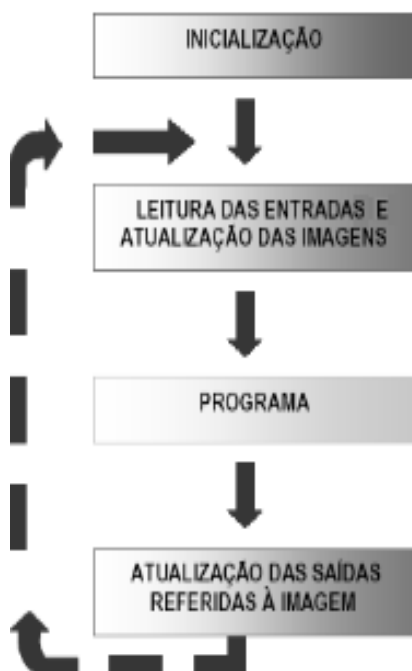 INICIALIZAÇÃO
LEITURA DAS ENTRADAS E
ATUALIZAÇÃO DAS IMAGENS
PROGRAMA
ATUALIZAÇÃO DAS SAÍDAS
REFERIDAS À IMAGEM